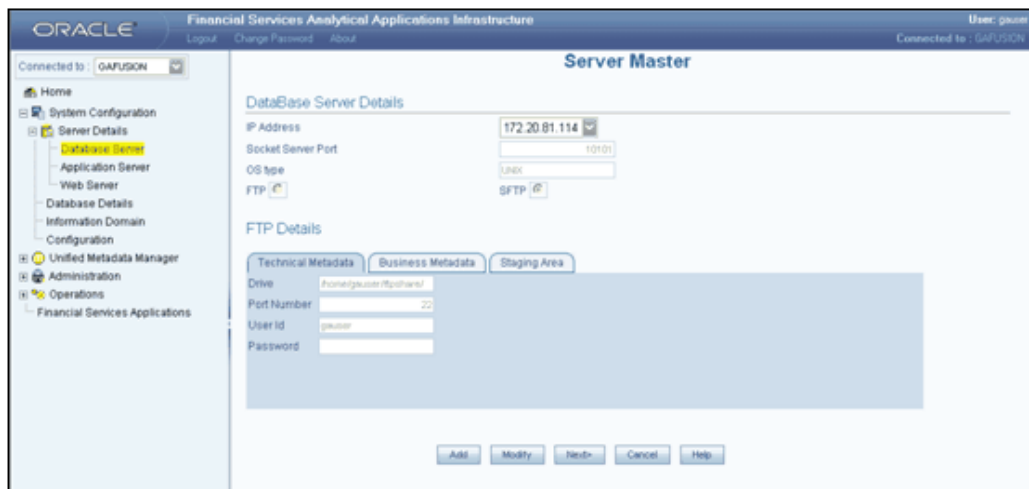 ORACLE
Financial Services Analytical Applications Infrastructure
User: gauser
Logout Change Password About
Connected to : GAFUSION
Connected to : GAFUSION
Home
System Configuration
Server Details
Database Server
Application Server
Web Server
Database Details
Information Domain
Configuration
Unified Metadata Manager
Administration
Operations
Financial Services Applications
Server Master
DataBase Server Details
IP Address 172.20.81.114
Socket Server Port 10101
OS type UNIX
FTP SFTP
FTP Details
Technical Metadata Business Metadata Staging Area
Drive /home/gauser/ftpshare/
Port Number 22
User Id gauser
Password
Add Modify Next> Cancel Help